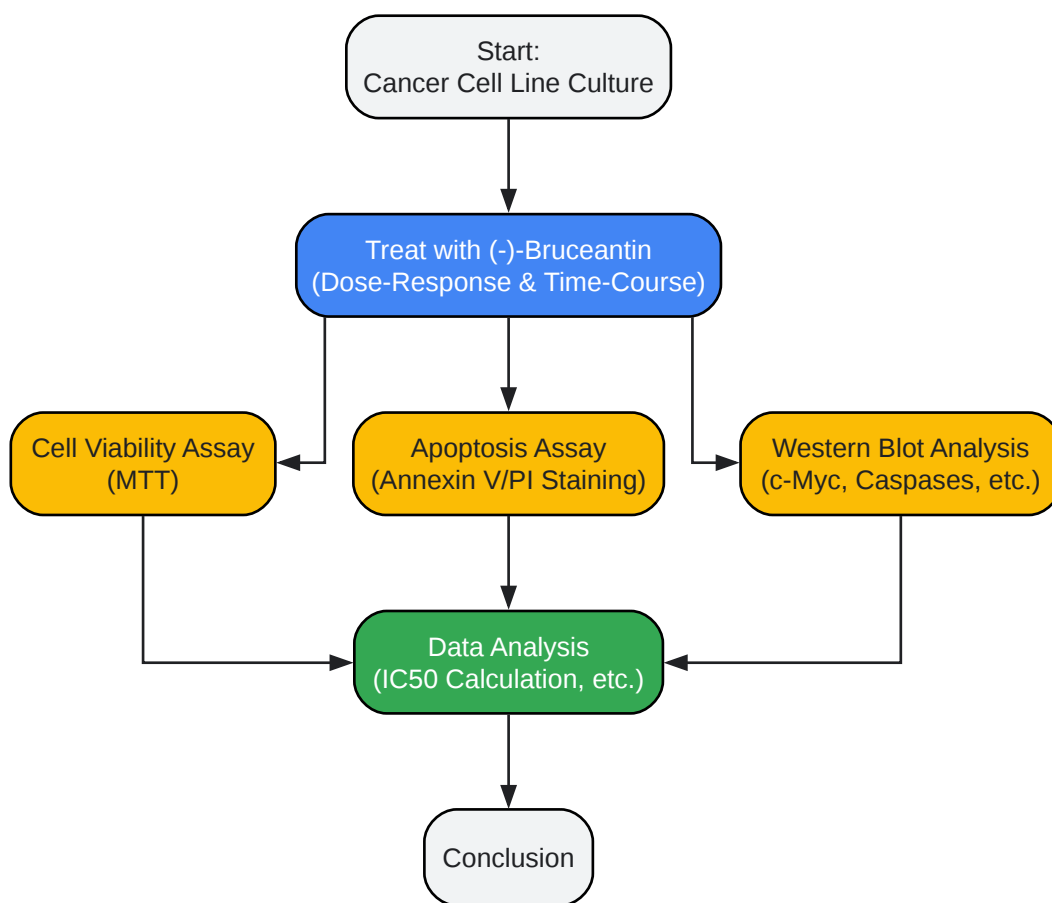 Start:
Cancer Cell Line Culture
Treat with (-)-Bruceantin
(Dose-Response & Time-Course)
Cell Viability Assay
(MTT)
Apoptosis Assay
(Annexin V/PI Staining)
Western Blot Analysis
(c-Myc, Caspases, etc.)
Data Analysis
(IC50 Calculation, etc.)
Conclusion